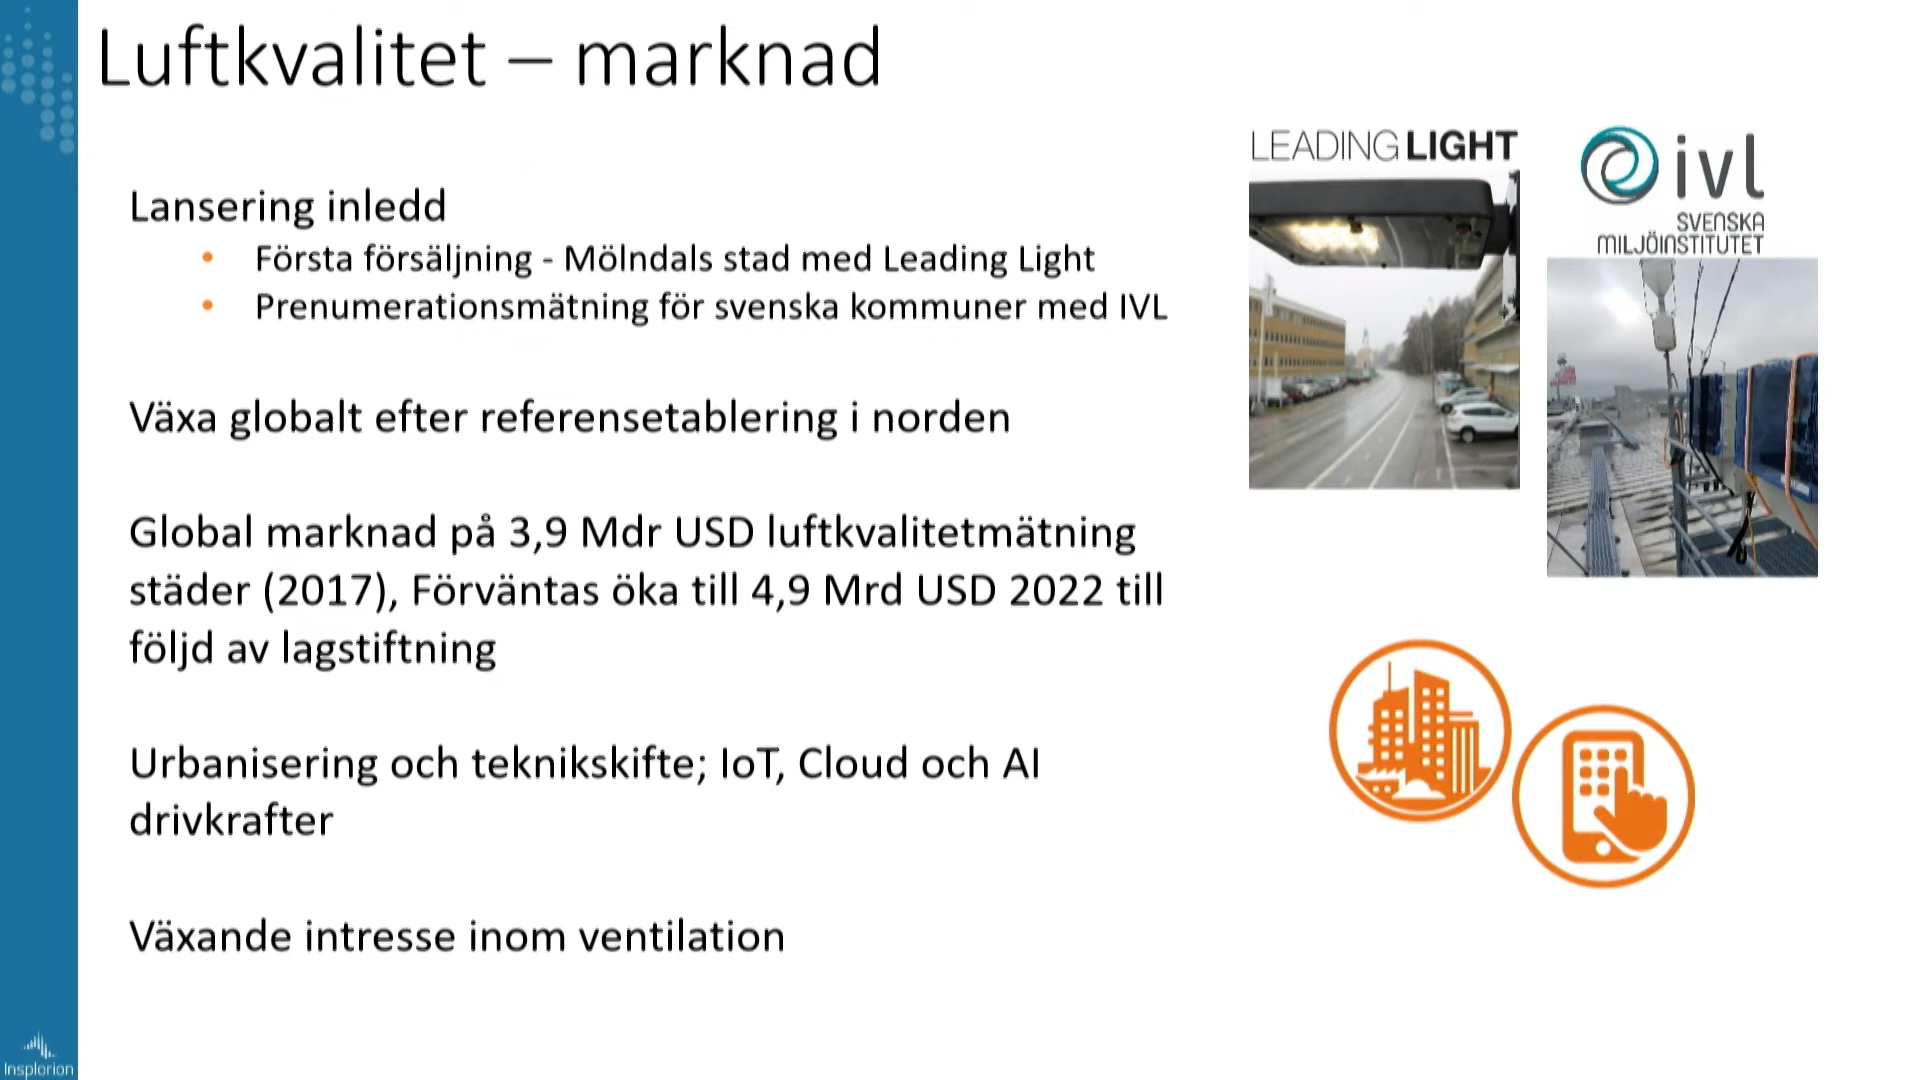 Luftkvalitet – marknad
LEADING LIGHT
ivl
SVENSKA
MILJÖINSTITUTET
Lansering inledd
• Första försäljning - Mölndals stad med Leading Light
• Prenumerationsmätning för svenska kommuner med IVL
Växa globalt efter referensetablering i norden
Global marknad på 3,9 Mdr USD luftkvalitetmätning
städer (2017), Förväntas öka till 4,9 Mrd USD 2022 till
följd av lagstiftning
Urbanisering och teknikskifte; IoT, Cloud och AI
drivkrafter
Växande intresse inom ventilation
Insplorion